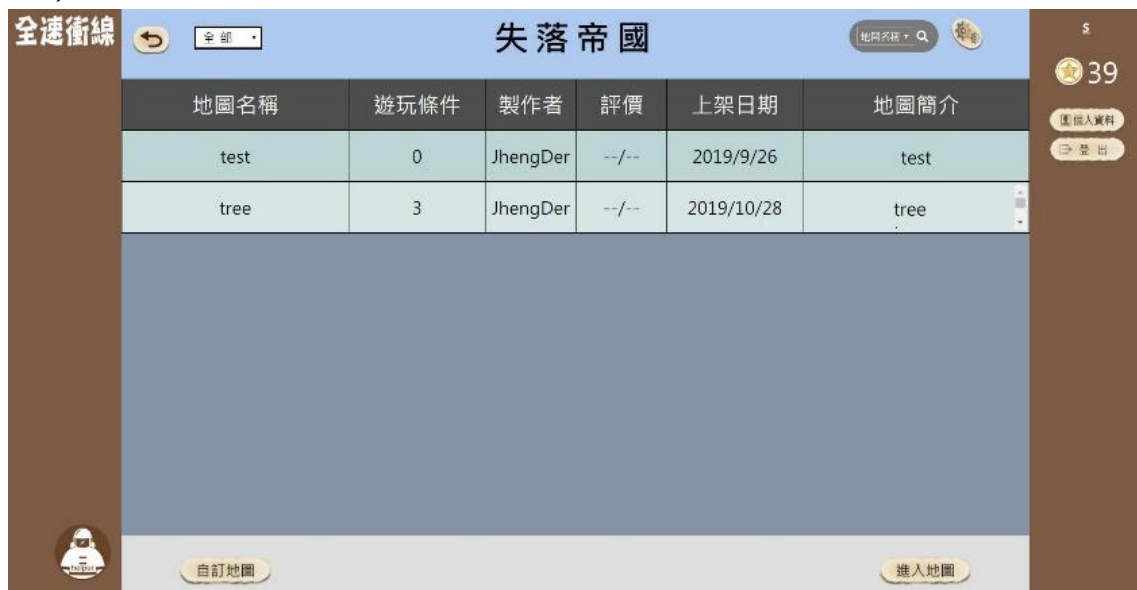 全速衝線
全部
失落帝國
地圖名稱
S
39
個人資料
登出
地圖名稱 遊玩條件 製作者 評價 上架日期 地圖簡介
test 0 JhengDer --/-- 2019/9/26 test
tree 3 JhengDer --/-- 2019/10/28 tree
helper
自訂地圖
進入地圖